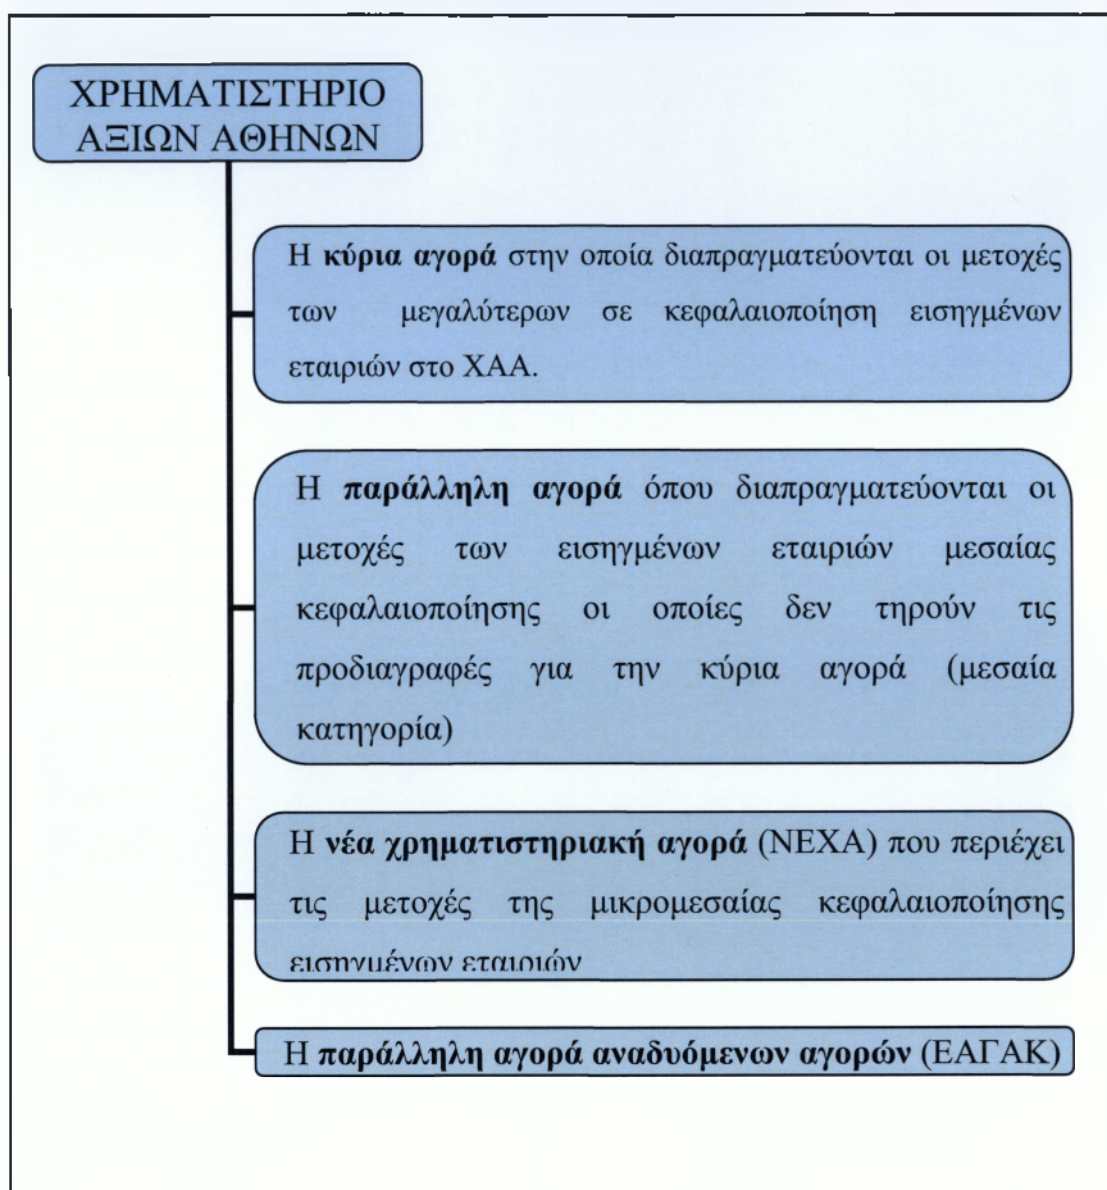 ΧΡΗΜΑΤΙΣΤΗΡΙΟ
ΑΞΙΩΝ ΑΘΗΝΩΝ
Η κύρια αγορά στην οποία διαπραγματεύονται οι μετοχές
των μεγαλύτερων σε κεφαλαιοποίηση εισηγμένων
εταιριών στο ΧΑΑ.
Η παράλληλη αγορά όπου διαπραγματεύονται οι
μετοχές των εισηγμένων εταιριών μεσαίας
κεφαλαιοποίησης οι οποίες δεν τηρούν τις
προδιαγραφές για την κύρια αγορά (μεσαία
κατηγορία)
Η νέα χρηματιστηριακή αγορά (ΝΕΧΑ) που περιέχει
τις μετοχές της μικρομεσαίας κεφαλαιοποίησης
εισηγμένων εταιριών
Η παράλληλη αγορά αναδυόμενων αγορών (ΕΑΓΑΚ)